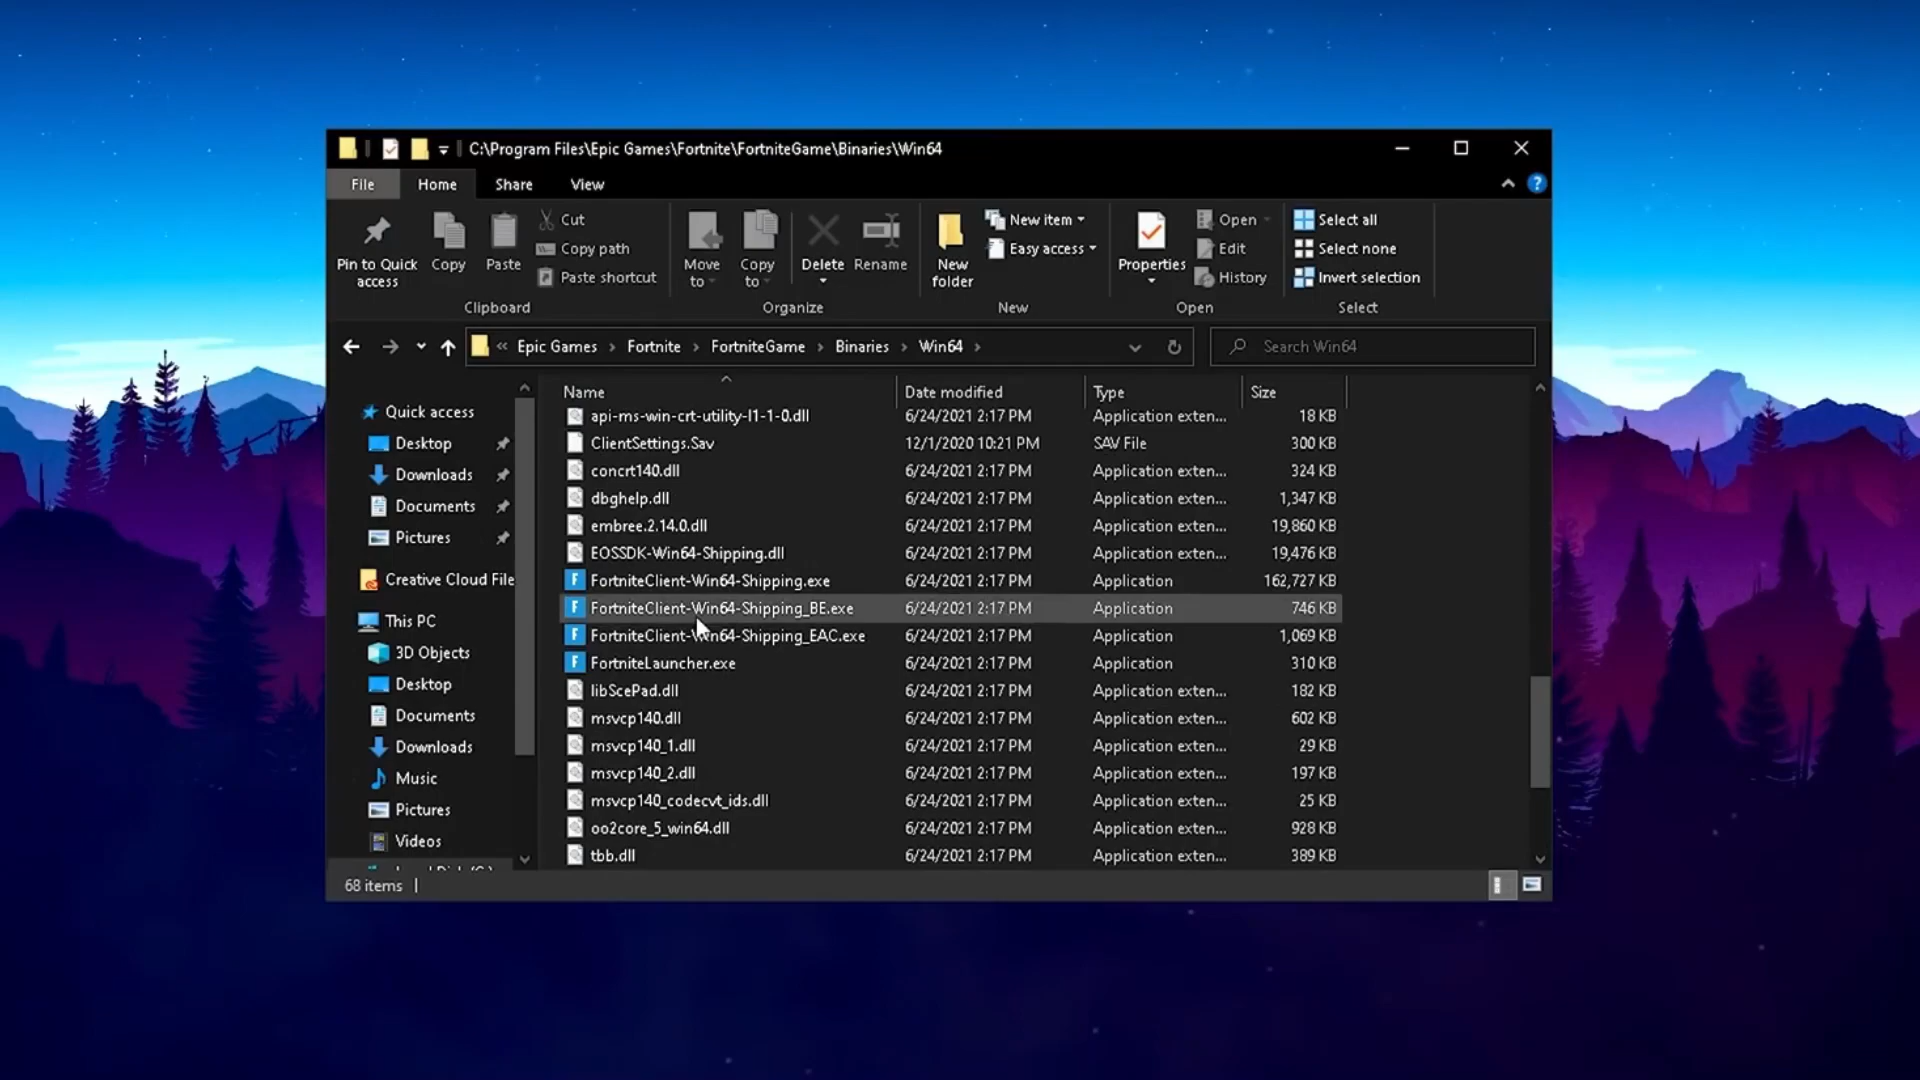 C:\Program Files\Epic Games\Fortnite\FortniteGame\Binaries\Win64
File Home Share View
Pin to Quick access
Copy
Paste
Cut
Copy path
Paste shortcut
Clipboard
Move to
Copy to
Delete
Rename
Organize
New folder
New item
Easy access
New
Properties
Open
Edit
History
Open
Select all
Select none
Invert selection
Select
« Epic Games > Fortnite > FortniteGame > Binaries > Win64 >
Search Win64
Quick access
Desktop
Downloads
Documents
Pictures
Creative Cloud File
This PC
3D Objects
Desktop
Documents
Downloads
Music
Pictures
Videos
Name Date modified Type Size
api-ms-win-crt-utility-l1-1-0.dll 6/24/2021 2:17 PM Application exten... 18 KB
ClientSettings.Sav 12/1/2020 10:21 PM SAV File 300 KB
concrt140.dll 6/24/2021 2:17 PM Application exten... 324 KB
dbghelp.dll 6/24/2021 2:17 PM Application exten... 1,347 KB
embree.2.14.0.dll 6/24/2021 2:17 PM Application exten... 19,860 KB
EOSSDK-Win64-Shipping.dll 6/24/2021 2:17 PM Application exten... 19,476 KB
FortniteClient-Win64-Shipping.exe 6/24/2021 2:17 PM Application 162,727 KB
FortniteClient-Win64-Shipping_BE.exe 6/24/2021 2:17 PM Application 746 KB
FortniteClient-Win64-Shipping_EAC.exe 6/24/2021 2:17 PM Application 1,069 KB
FortniteLauncher.exe 6/24/2021 2:17 PM Application 310 KB
libScePad.dll 6/24/2021 2:17 PM Application exten... 182 KB
msvcp140.dll 6/24/2021 2:17 PM Application exten... 602 KB
msvcp140_1.dll 6/24/2021 2:17 PM Application exten... 29 KB
msvcp140_2.dll 6/24/2021 2:17 PM Application exten... 197 KB
msvcp140_codecvt_ids.dll 6/24/2021 2:17 PM Application exten... 25 KB
oo2core_5_win64.dll 6/24/2021 2:17 PM Application exten... 928 KB
tbb.dll 6/24/2021 2:17 PM Application exten... 389 KB
68 items